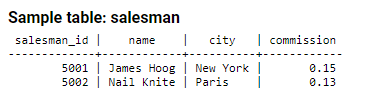 Sample table: salesman
salesman_id | name | city | commission
------------+------------+----------+------------
5001 | James Hoog | New York | 0.15
5002 | Nail Knite | Paris | 0.13